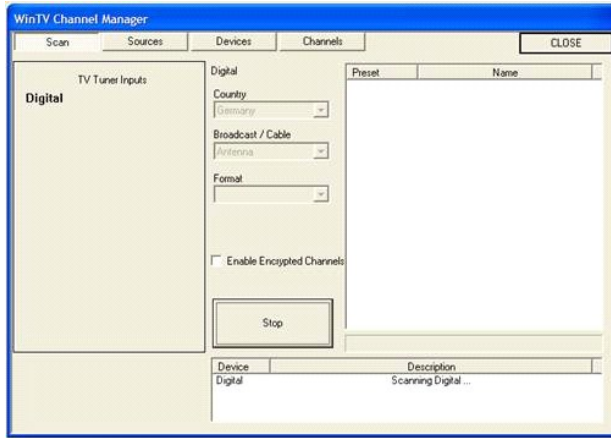 WinTV Channel Manager
Scan Sources Devices Channels CLOSE
TV Tuner Inputs
Digital
Digital
Country
Germany
Broadcast / Cable
Antenna
Format
Enable Encrypted Channels
Stop
Preset Name
Device Description
Digital Scanning Digital ...